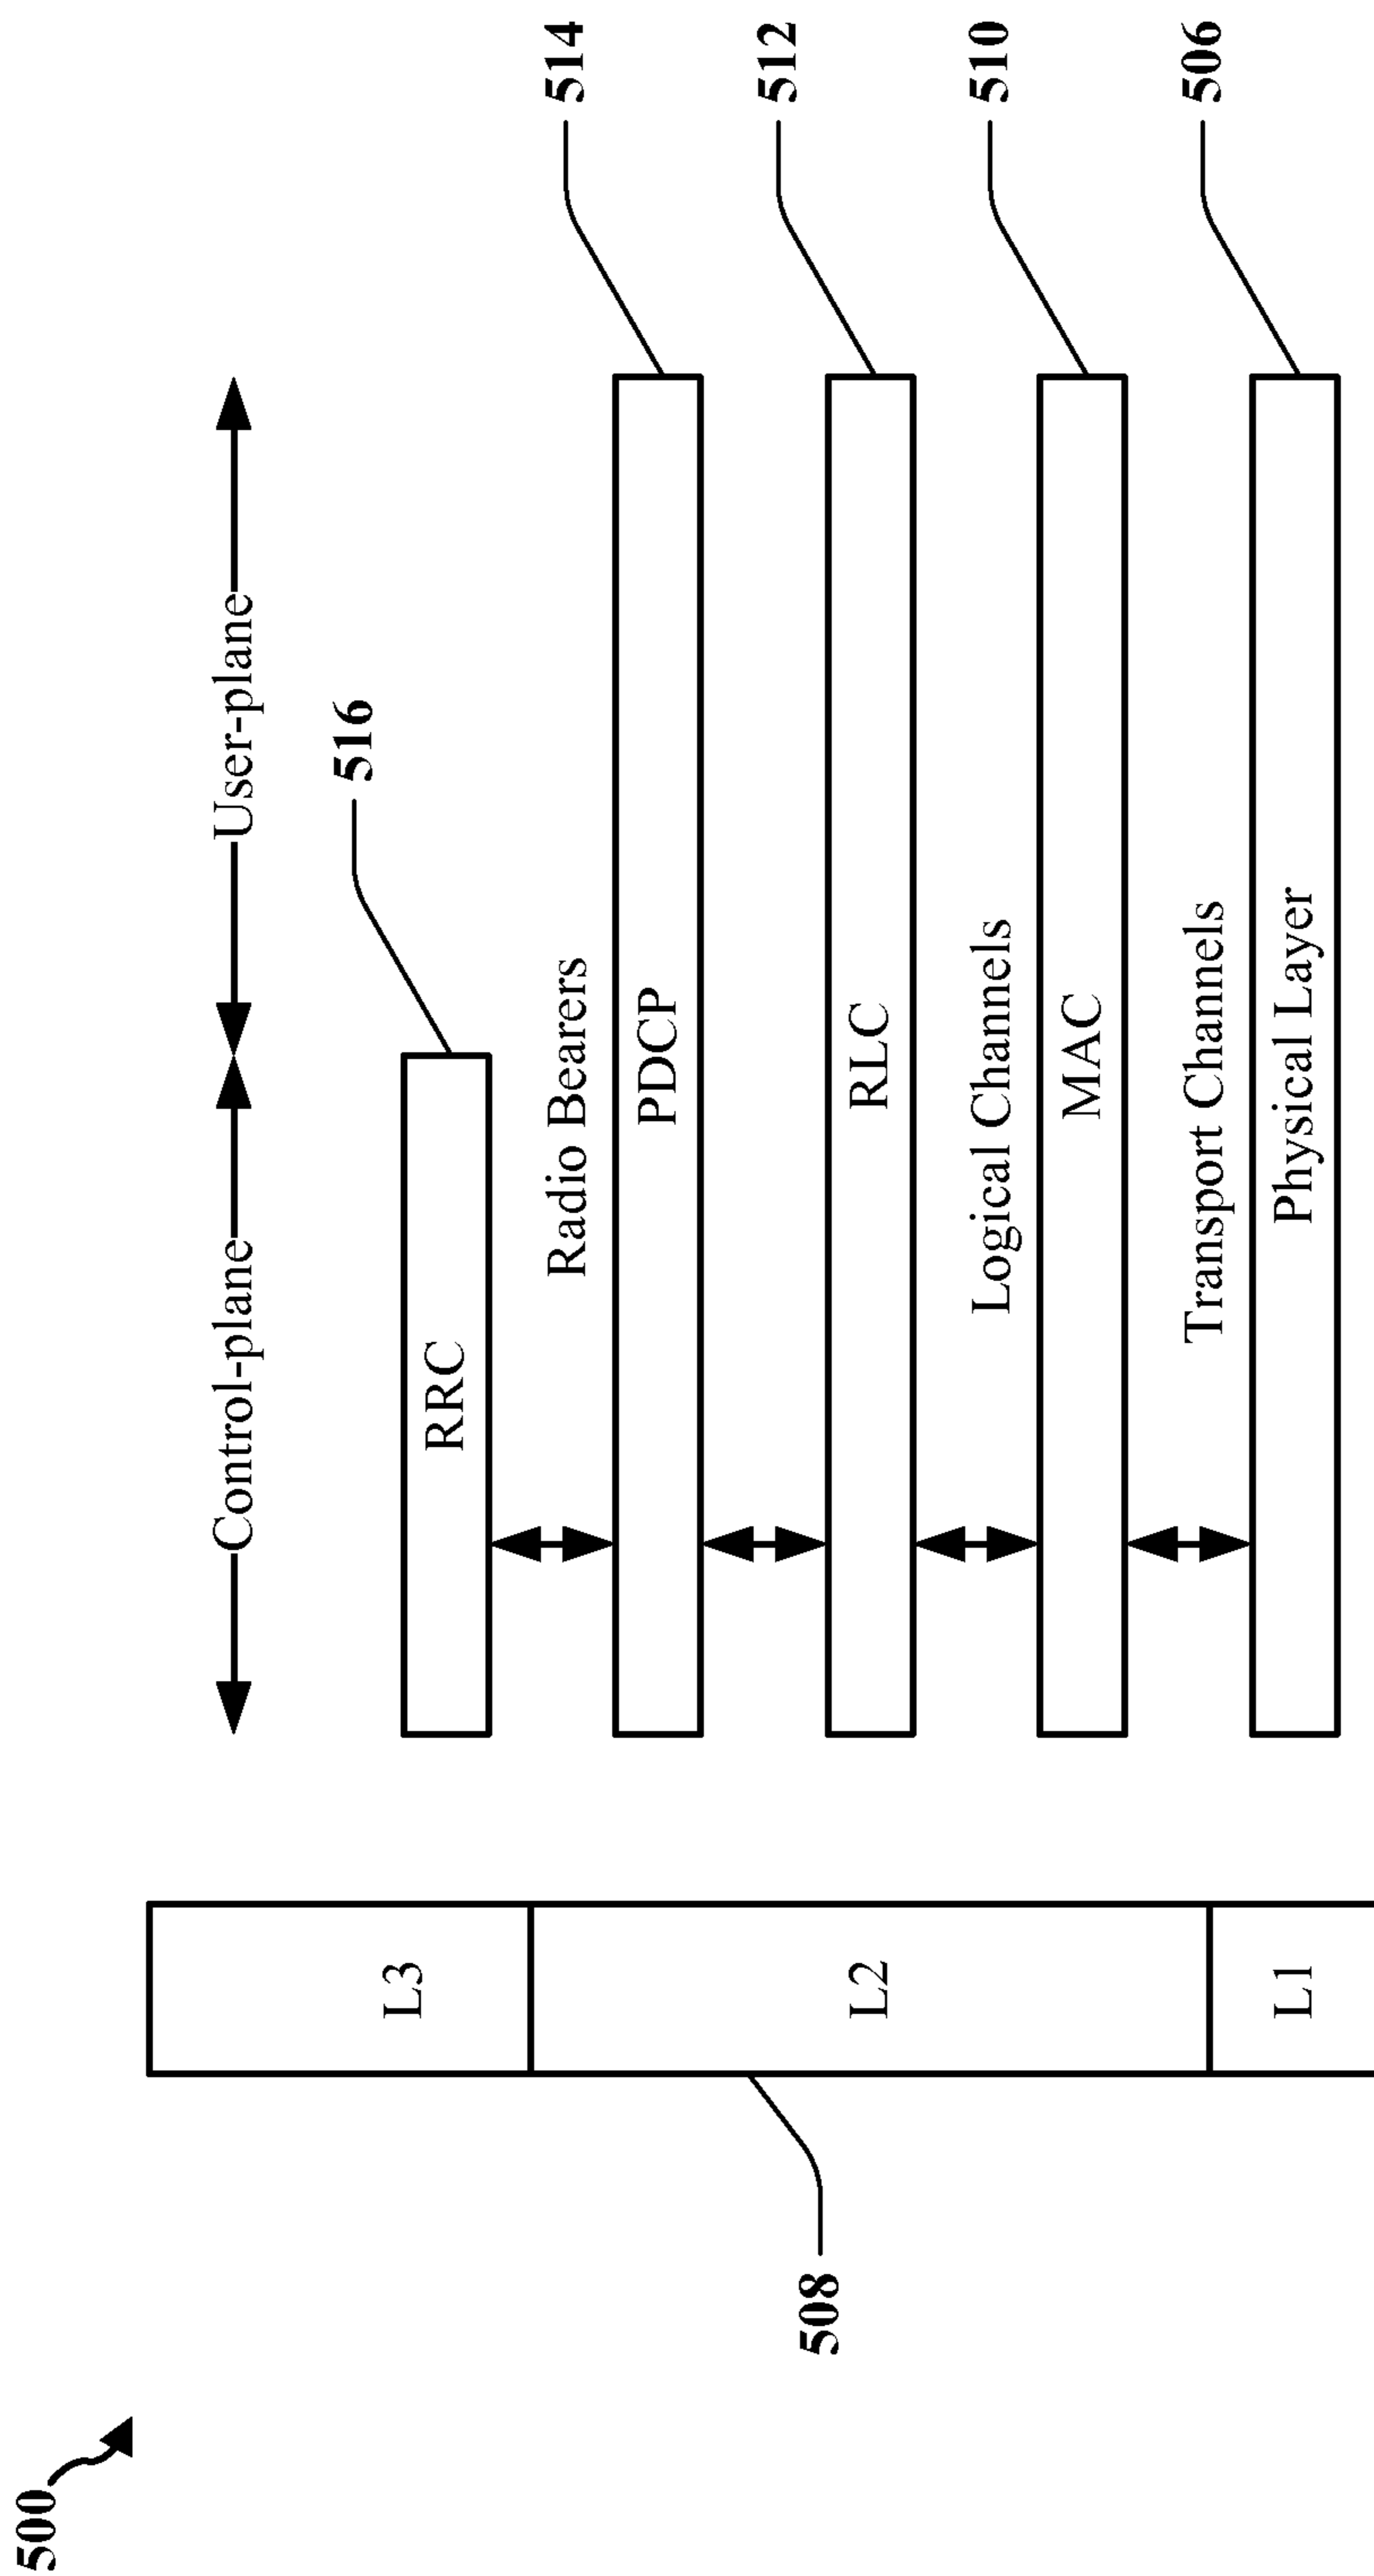 500
Control-plane
User-plane
516
L3
RRC
Radio Bearers
514
PDCP
508
L2
512
RLC
Logical Channels
510
MAC
Transport Channels
506
L1
Physical Layer